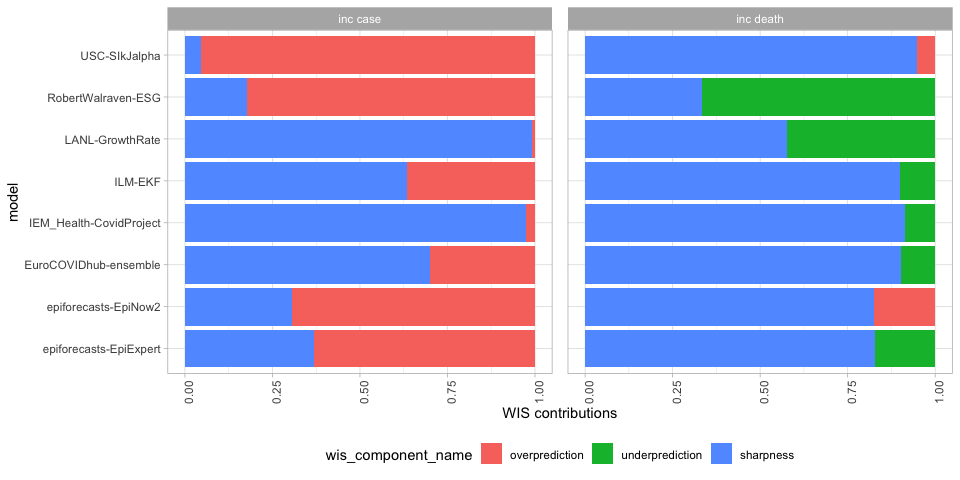 inc case
inc death
USC-SIkJalpha
RobertWalraven-ESG
LANL-GrowthRate
ILM-EKF
IEM_Health-CovidProject
EuroCOVIDhub-ensemble
epiforecasts-EpiNow2
epiforecasts-EpiExpert
model
0.00 0.25 0.50 0.75 1.00
0.00 0.25 0.50 0.75 1.00
WIS contributions
wis_component_name overprediction underprediction sharpness